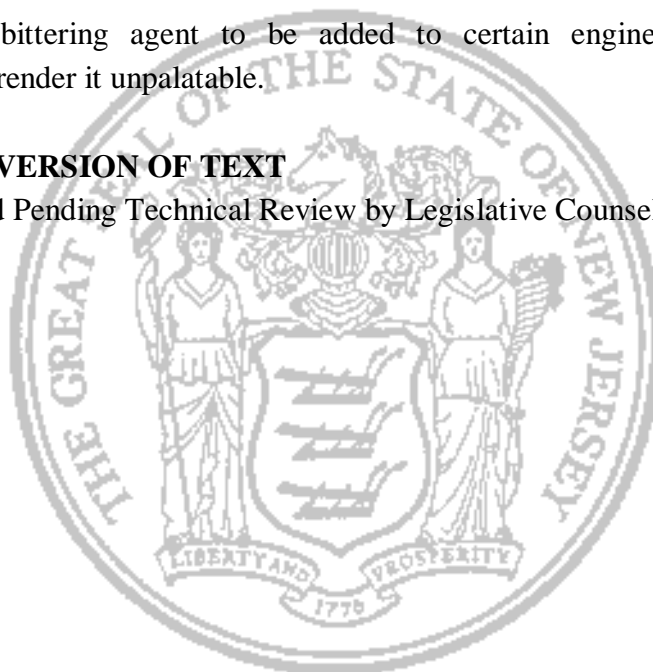 bittering agent to be added to certain engine
render it unpalatable.
VERSION OF TEXT
d Pending Technical Review by Legislative Counsel
THE GREAT SEAL OF THE STATE OF NEW JERSEY
LIBERTY AND PROSPERITY
1776